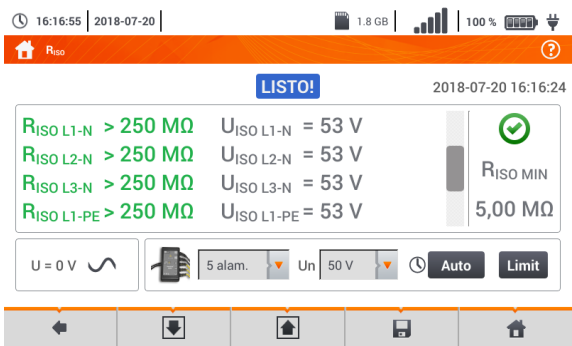 16:16:55 2018-07-20 1.8 GB 100 %
RISO ?
LISTO! 2018-07-20 16:16:24
RISO L1-N > 250 MΩ UISO L1-N = 53 V
RISO L2-N > 250 MΩ UISO L2-N = 53 V
RISO L3-N > 250 MΩ UISO L3-N = 53 V
RISO L1-PE > 250 MΩ UISO L1-PE = 53 V
RISO MIN
5,00 MΩ
U = 0 V 5 alam. Un 50 V Auto Limit